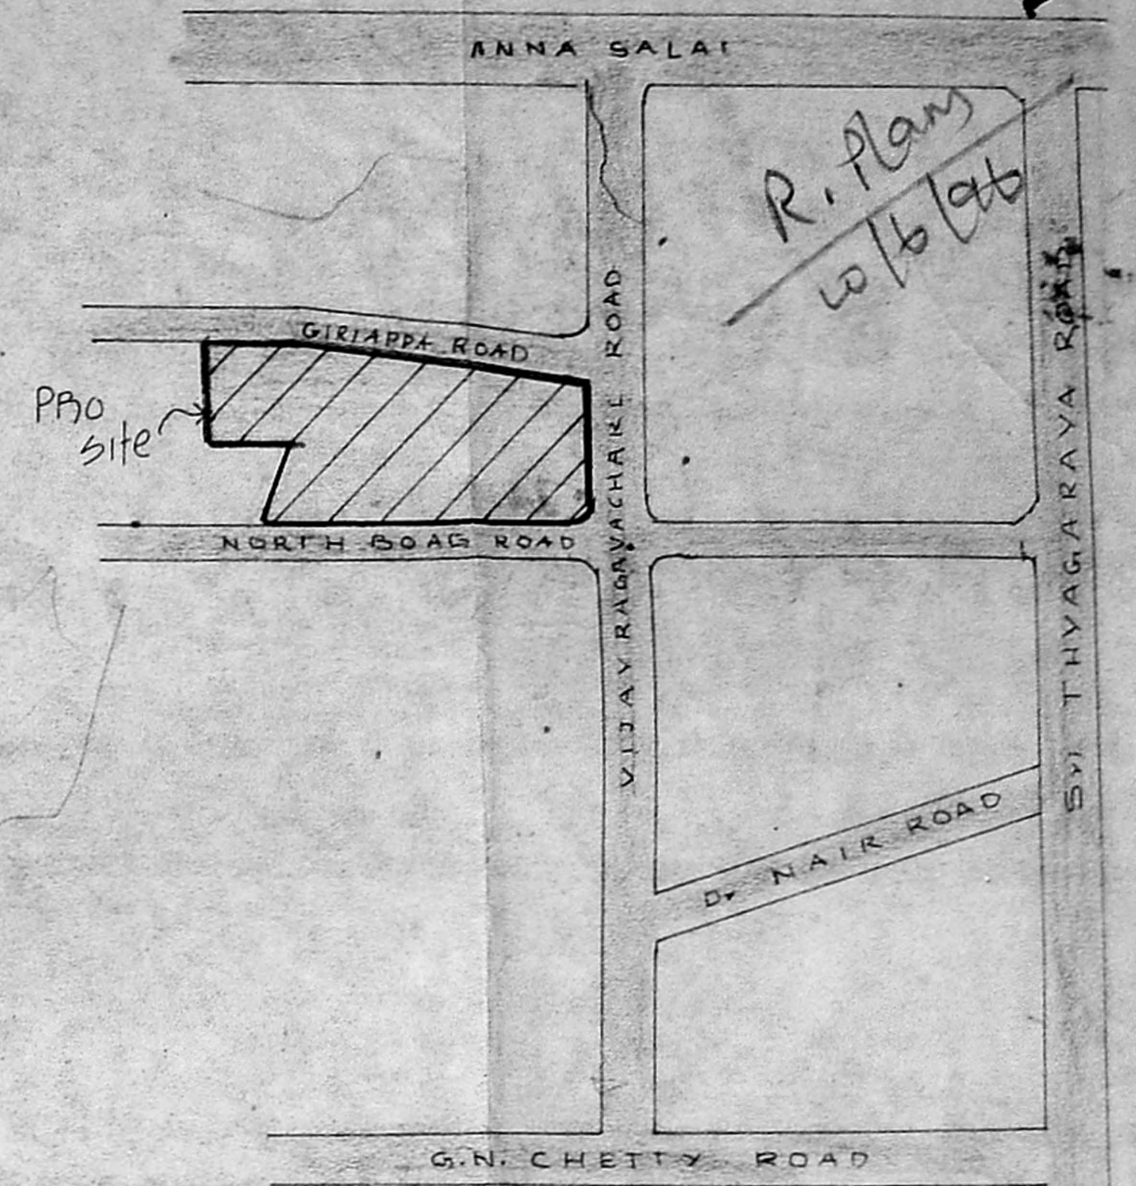 ANNA SALAI
R. Plans
10/6/96
GIRIAPPA ROAD
PRO
Site
NORTH BOAG ROAD
VIJAYRAGAVACHARI ROAD
Sri THYAGARAYA ROAD
Dr NAIR ROAD
G.N. CHETTY ROAD